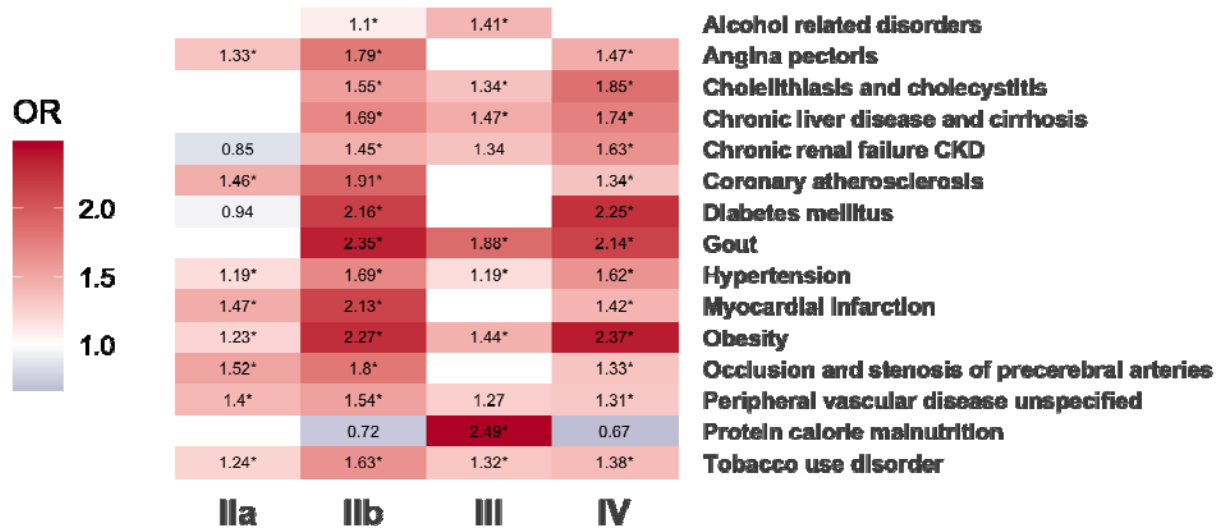 1.1* 1.41* Alcohol related disorders
1.33* 1.79* 1.47* Angina pectoris
1.55* 1.34* 1.85* Cholelithiasis and cholecystitis
1.69* 1.47* 1.74* Chronic liver disease and cirrhosis
OR
0.85 1.45* 1.34 1.63* Chronic renal failure CKD
1.46* 1.91* 1.34* Coronary atherosclerosis
2.0 0.94 2.16* 2.25* Diabetes mellitus
2.35* 1.88* 2.14* Gout
1.5 1.19* 1.69* 1.19* 1.62* Hypertension
1.47* 2.13* 1.42* Myocardial Infarction
1.0 1.23* 2.27* 1.44* 2.37* Obesity
1.52* 1.8* 1.33* Occlusion and stenosis of precerebral arteries
1.4* 1.54* 1.27 1.31* Peripheral vascular disease unspecified
0.72 2.49* 0.67 Protein calorie malnutrition
1.24* 1.63* 1.32* 1.38* Tobacco use disorder
IIa IIb III IV